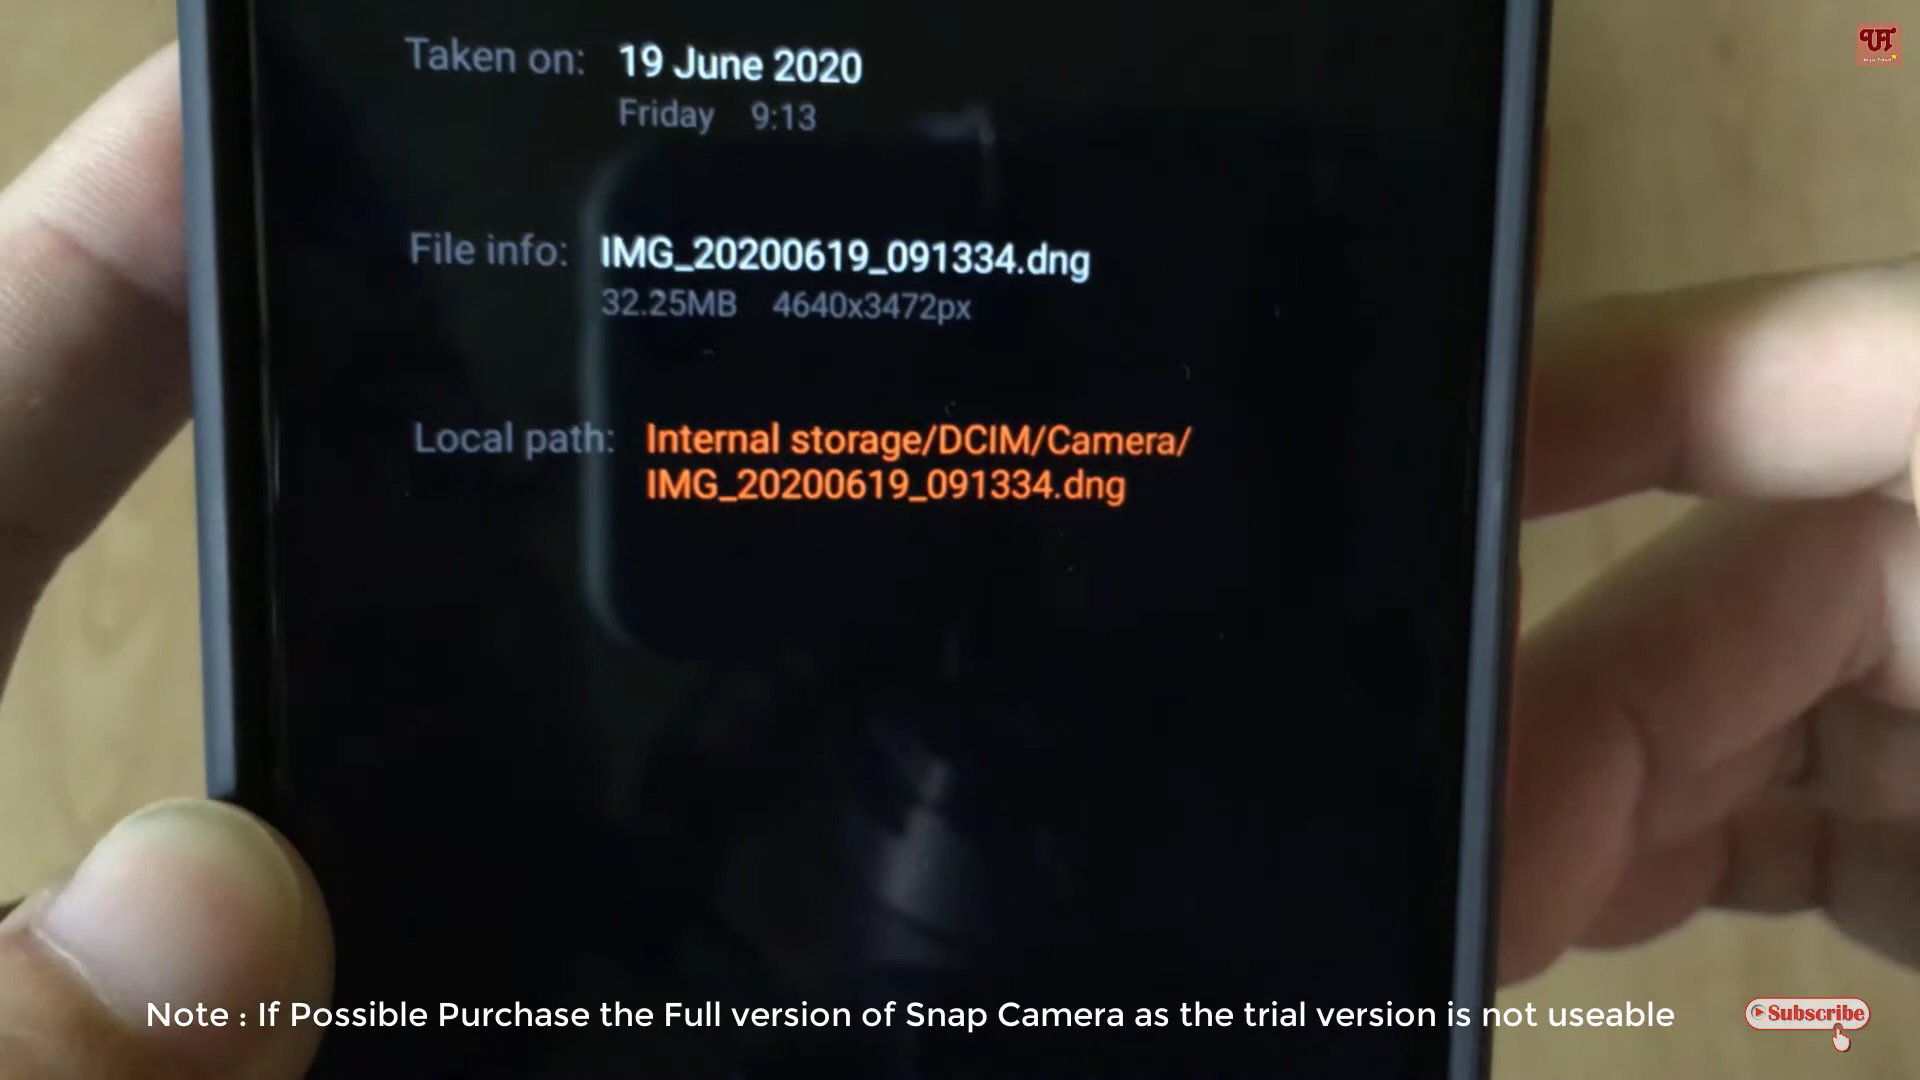 Taken on: 19 June 2020
Friday 9:13
File info: IMG_20200619_091334.dng
32.25MB 4640x3472px
Local path: Internal storage/DCIM/Camera/
IMG_20200619_091334.dng
Note : If Possible Purchase the Full version of Snap Camera as the trial version is not useable
Subscribe